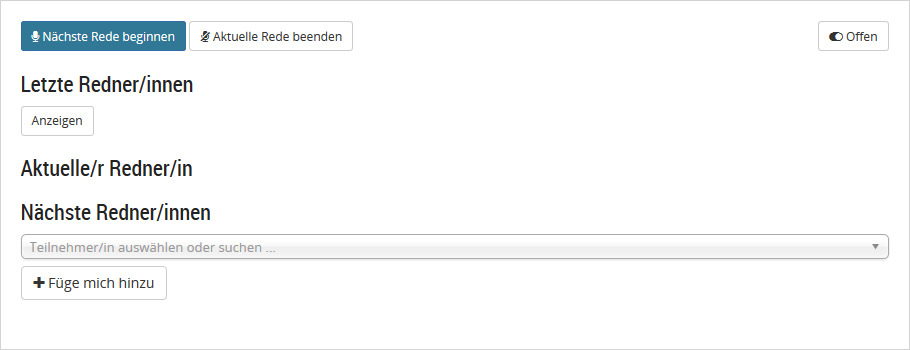 Nächste Rede beginnen Aktuelle Rede beenden Offen
Letzte Redner/innen
Anzeigen
Aktuelle/r Redner/in
Nächste Redner/innen
Teilnehmer/in auswählen oder suchen ...
Füge mich hinzu